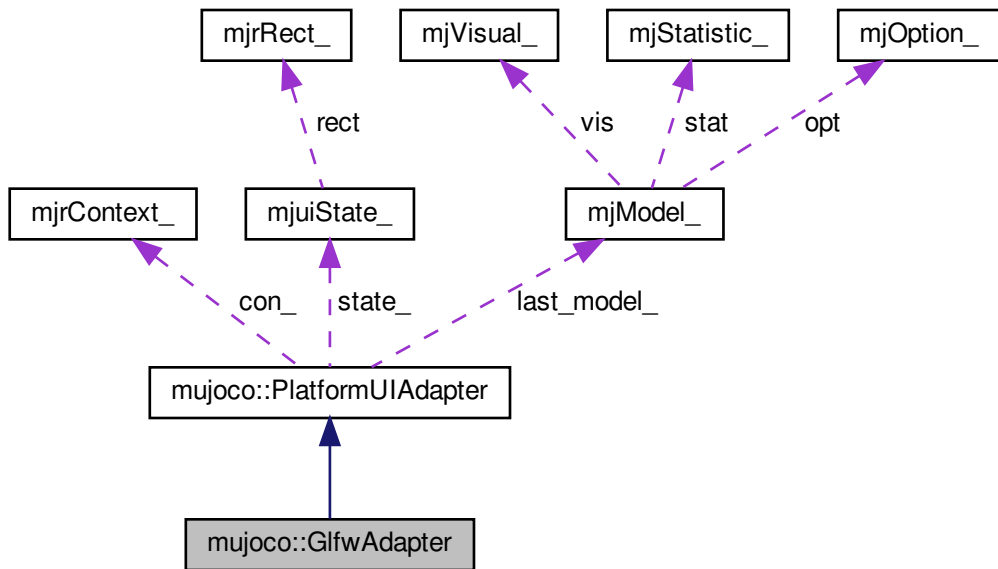 mjrRect_
mjVisual_
mjStatistic_
mjOption_
rect
vis
stat
opt
mjrContext_
mjuiState_
mjModel_
con_
state_
last_model_
mujoco::PlatformUIAdapter
mujoco::GlfwAdapter